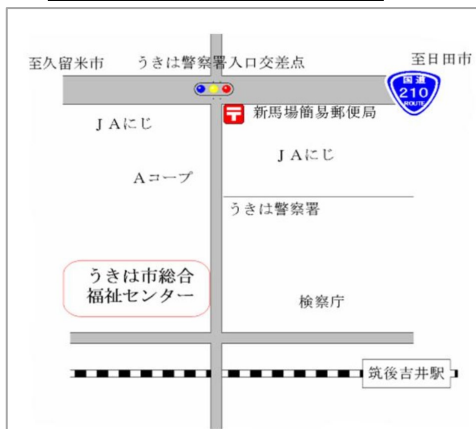 至久留米市
うきは警察署入口交差点
至日田市
国道
210
ROUTE
〒
新馬場簡易郵便局
ＪＡにじ
ＪＡにじ
Ａコープ
うきは警察署
うきは市総合
福祉センター
検察庁
筑後吉井駅